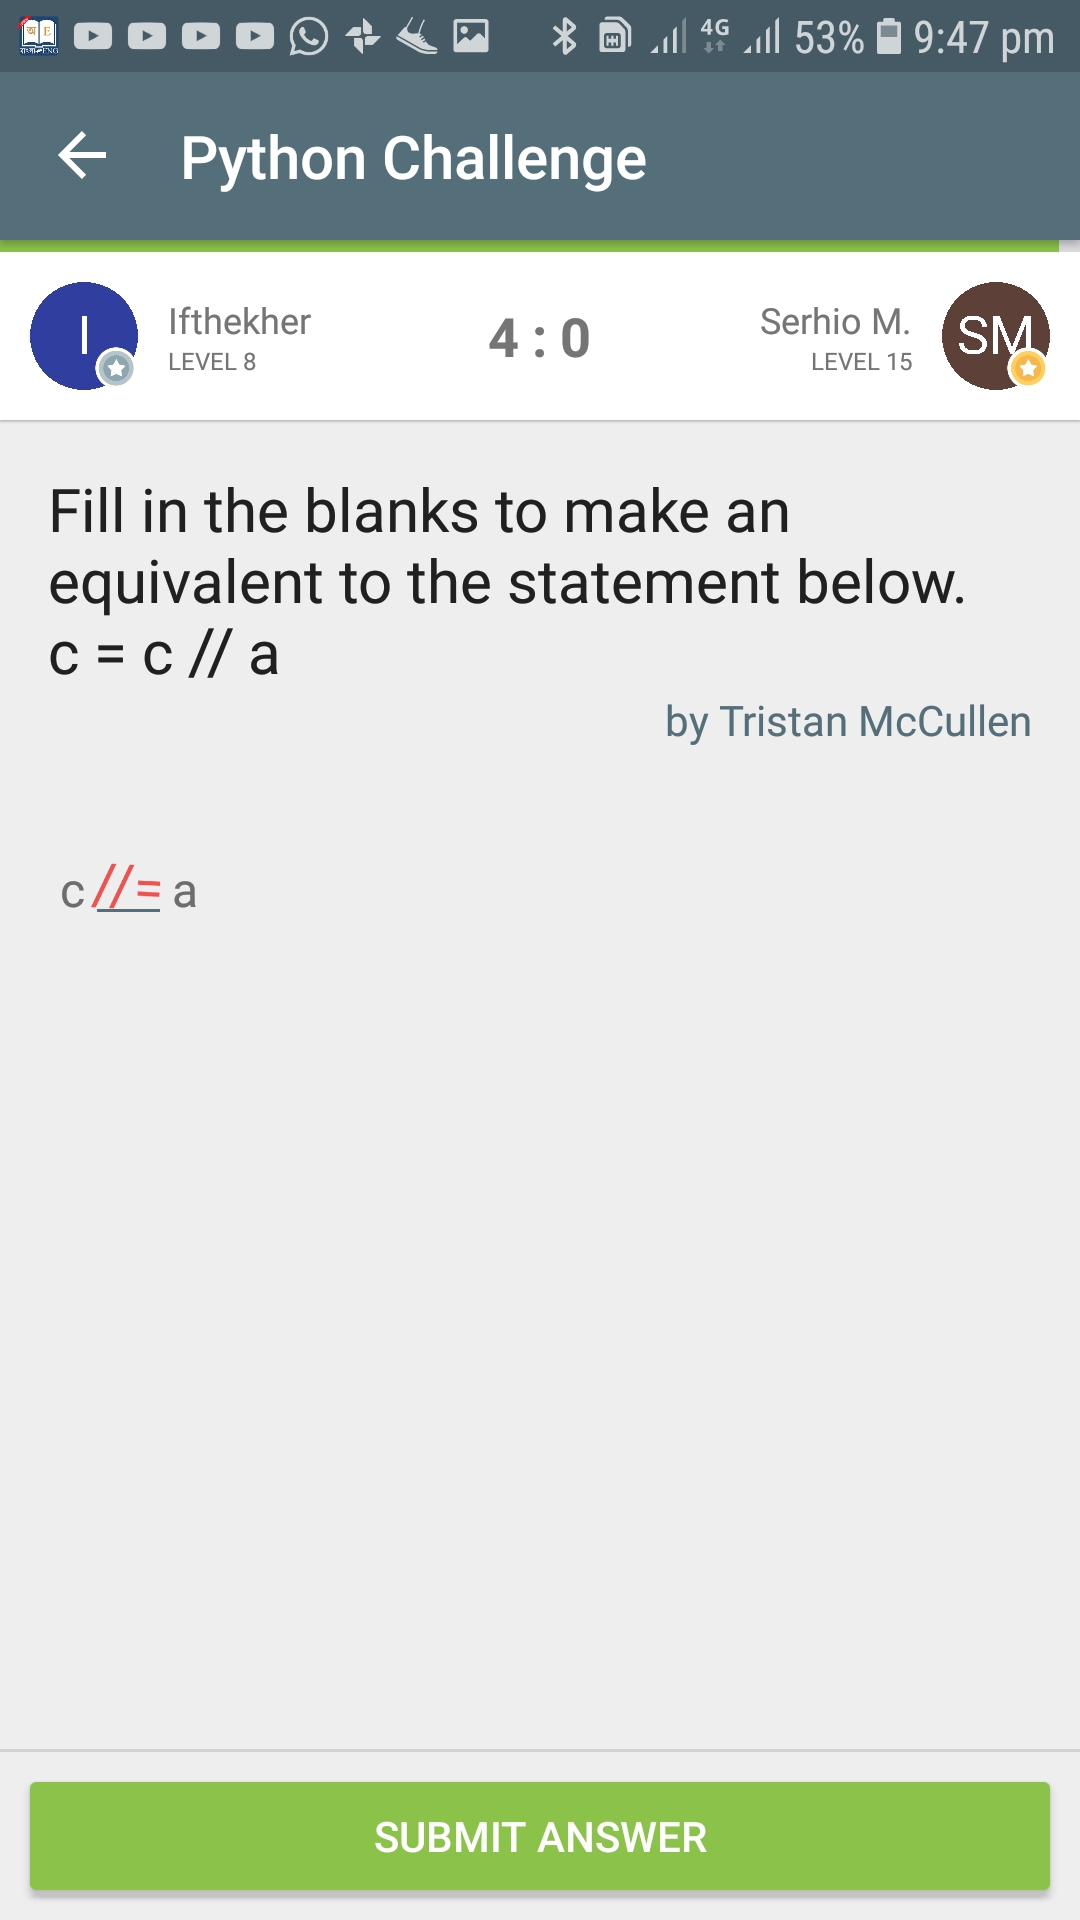 4G 53% 9:47 pm
Python Challenge
I Ifthekher 4 : 0 Serhio M. SM
LEVEL 8 LEVEL 15
Fill in the blanks to make an
equivalent to the statement below.
c = c // a
by Tristan McCullen
c //= a
SUBMIT ANSWER